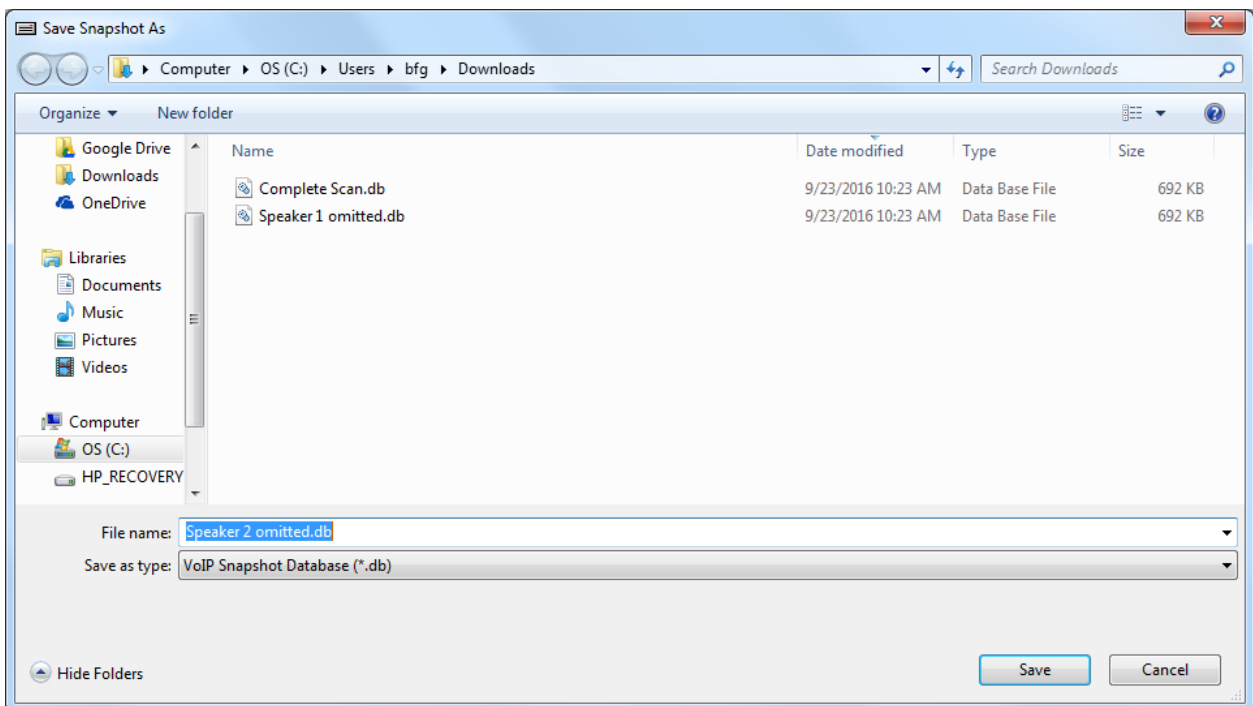 Save Snapshot As
Computer OS (C:) Users bfg Downloads Search Downloads
Organize New folder
Google Drive
Downloads
OneDrive
Libraries
Documents
Music
Pictures
Videos
Computer
OS (C:)
HP_RECOVERY
Name Date modified Type Size
Complete Scan.db 9/23/2016 10:23 AM Data Base File 692 KB
Speaker 1 omitted.db 9/23/2016 10:23 AM Data Base File 692 KB
File name: Speaker 2 omitted.db
Save as type: VoIP Snapshot Database (*.db)
Hide Folders Save Cancel